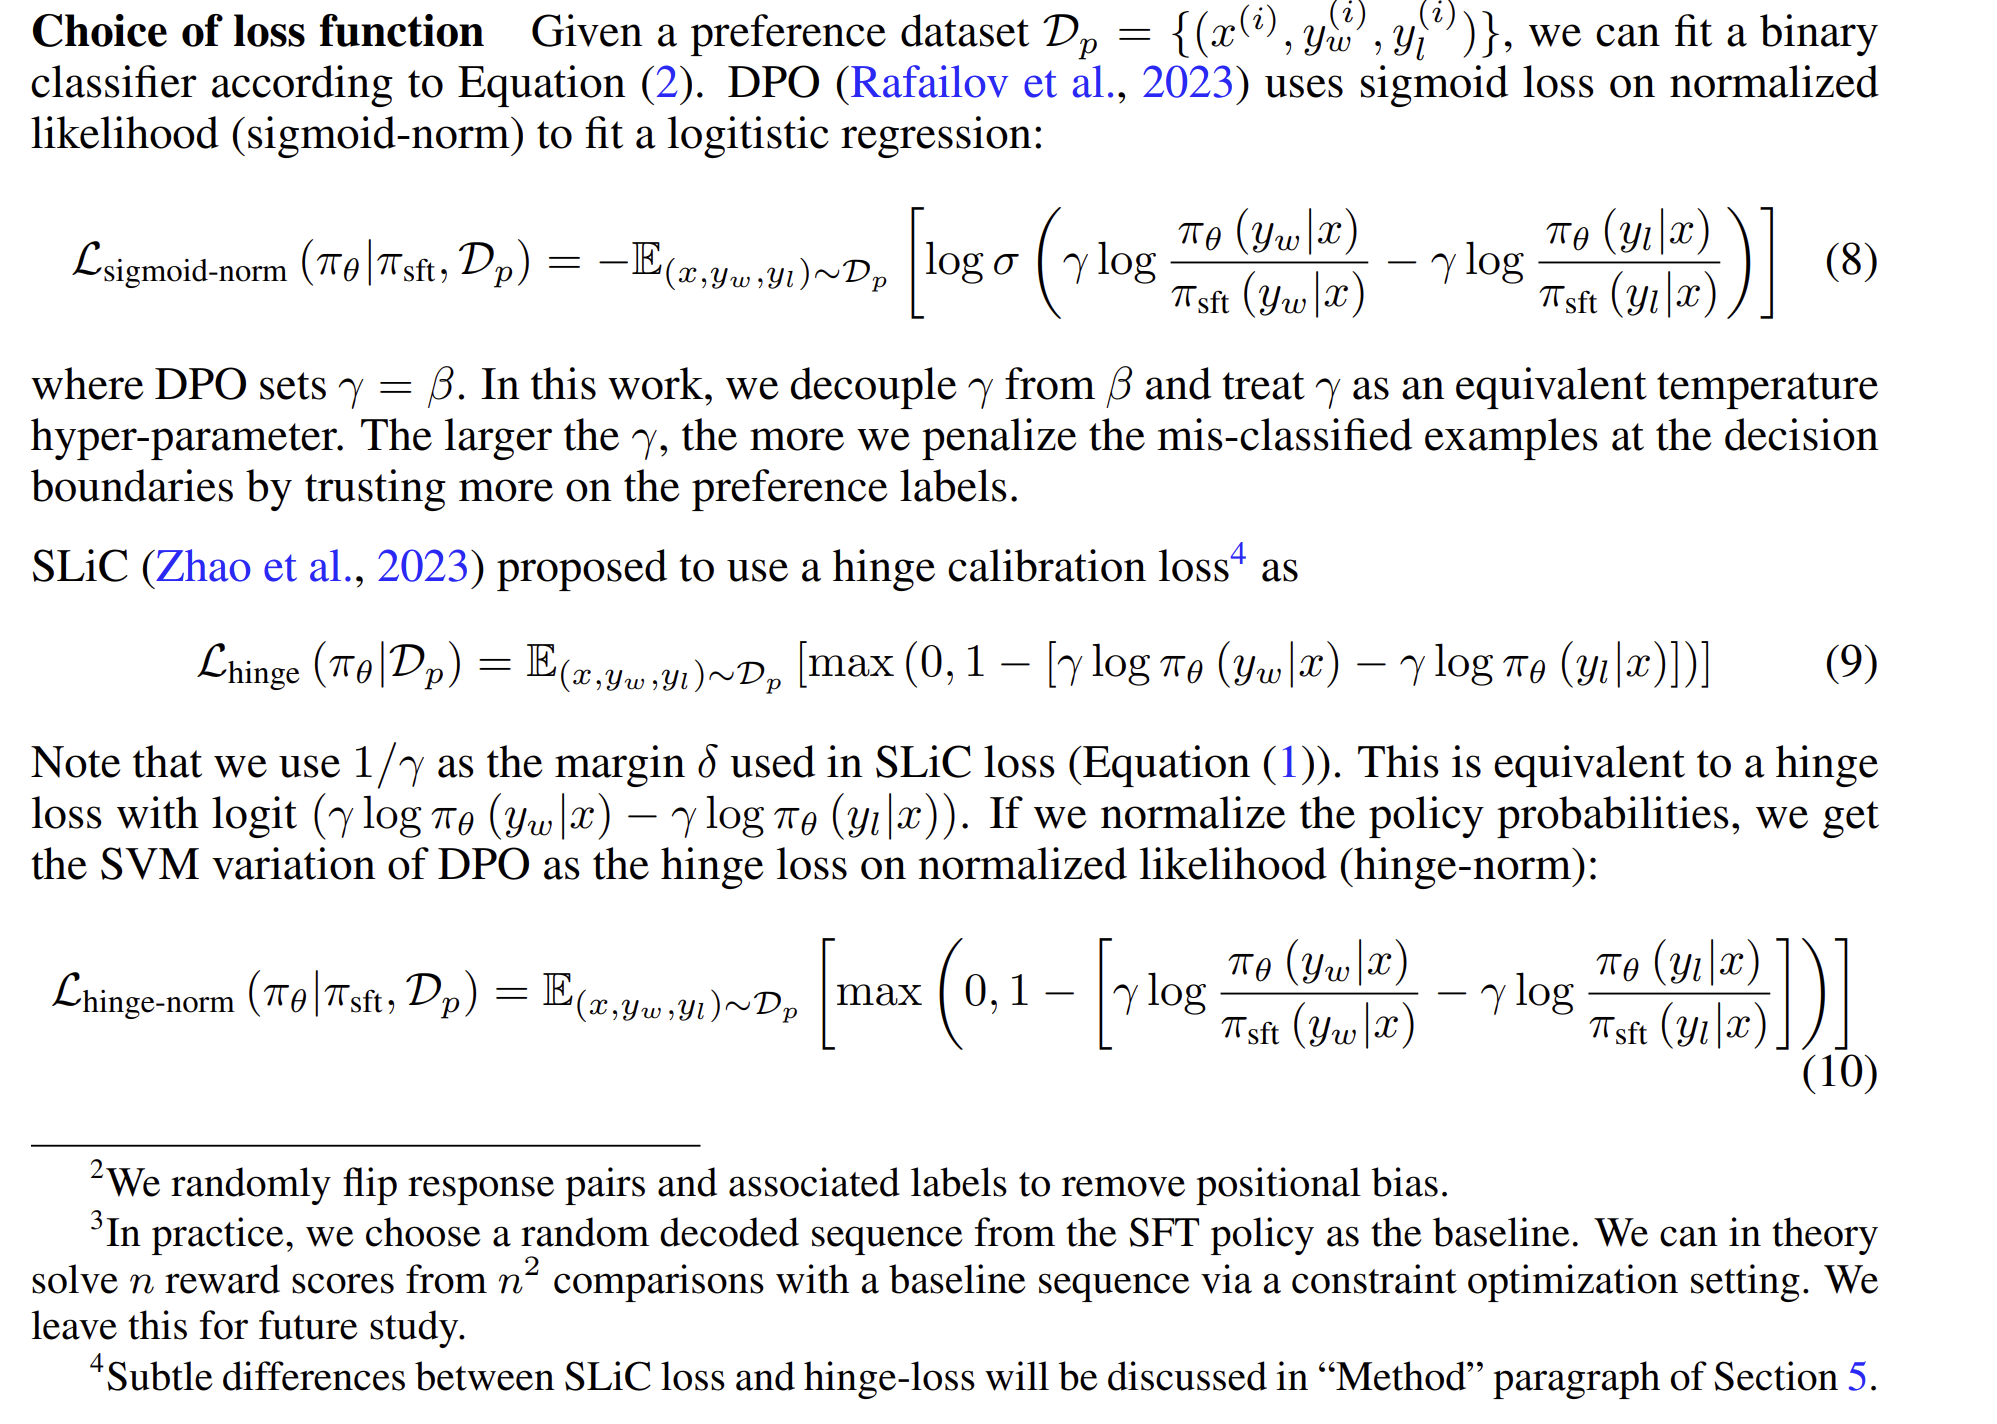 Choice of loss function Given a preference dataset $\mathcal{D}_p = \{(x^{(i)}, y_w^{(i)}, y_l^{(i)})\}$, we can fit a binary
classifier according to Equation (2). DPO (Rafailov et al., 2023) uses sigmoid loss on normalized
likelihood (sigmoid-norm) to fit a logitistic regression:
$\mathcal{L}_{\text{sigmoid-norm}} (\pi_\theta|\pi_{\text{sft}}, \mathcal{D}_p) = -\mathbb{E}_{(x,y_w,y_l)\sim\mathcal{D}_p} \left[\log \sigma \left(\gamma \log \frac{\pi_\theta (y_w|x)}{\pi_{\text{sft}} (y_w|x)} - \gamma \log \frac{\pi_\theta (y_l|x)}{\pi_{\text{sft}} (y_l|x)}\right)\right]$ (8)
where DPO sets $\gamma = \beta$. In this work, we decouple $\gamma$ from $\beta$ and treat $\gamma$ as an equivalent temperature
hyper-parameter. The larger the $\gamma$, the more we penalize the mis-classified examples at the decision
boundaries by trusting more on the preference labels.
SLiC (Zhao et al., 2023) proposed to use a hinge calibration loss$^4$ as
$\mathcal{L}_{\text{hinge}} (\pi_\theta|\mathcal{D}_p) = \mathbb{E}_{(x,y_w,y_l)\sim\mathcal{D}_p} [\max (0, 1 - [\gamma \log \pi_\theta (y_w|x) - \gamma \log \pi_\theta (y_l|x)])]$ (9)
Note that we use $1/\gamma$ as the margin $\delta$ used in SLiC loss (Equation (1)). This is equivalent to a hinge
loss with logit $(\gamma \log \pi_\theta (y_w|x) - \gamma \log \pi_\theta (y_l|x))$. If we normalize the policy probabilities, we get
the SVM variation of DPO as the hinge loss on normalized likelihood (hinge-norm):
$\mathcal{L}_{\text{hinge-norm}} (\pi_\theta|\pi_{\text{sft}}, \mathcal{D}_p) = \mathbb{E}_{(x,y_w,y_l)\sim\mathcal{D}_p} \left[\max \left(0, 1 - \left[\gamma \log \frac{\pi_\theta (y_w|x)}{\pi_{\text{sft}} (y_w|x)} - \gamma \log \frac{\pi_\theta (y_l|x)}{\pi_{\text{sft}} (y_l|x)}\right]\right)\right]$
(10)
$^2$We randomly flip response pairs and associated labels to remove positional bias.
$^3$In practice, we choose a random decoded sequence from the SFT policy as the baseline. We can in theory
solve $n$ reward scores from $n^2$ comparisons with a baseline sequence via a constraint optimization setting. We
leave this for future study.
$^4$Subtle differences between SLiC loss and hinge-loss will be discussed in “Method” paragraph of Section 5.